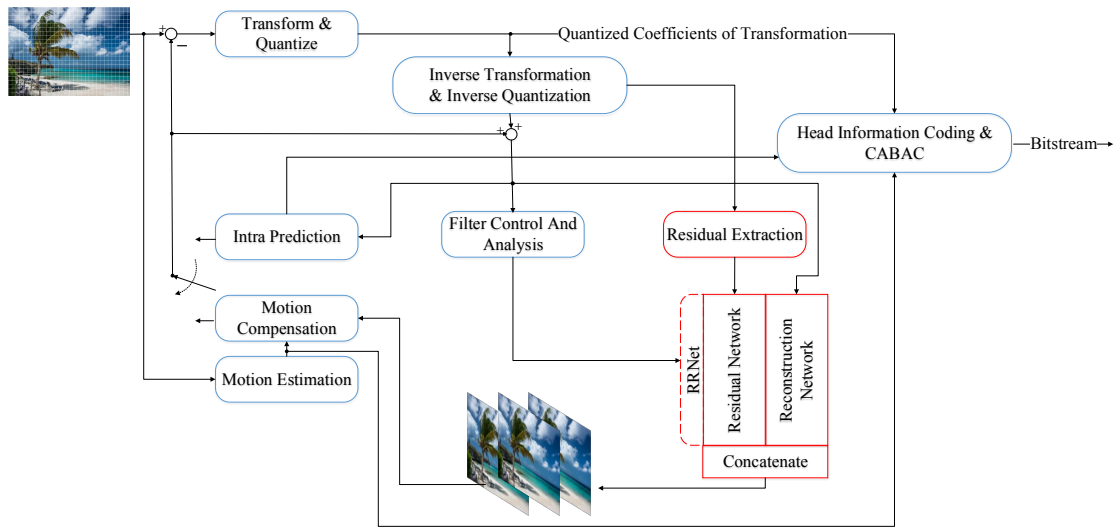 Transform &
Quantize
Quantized Coefficients of Transformation
Inverse Transformation
& Inverse Quantization
Head Information Coding &
CABAC
Bitstream
Intra Prediction
Filter Control And
Analysis
Residual Extraction
Motion
Compensation
Motion Estimation
RRNet
Residual Network
Reconstruction
Network
Concatenate